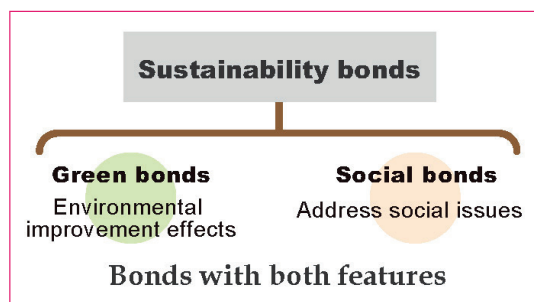 Sustainability bonds
Green bonds
Environmental
improvement effects
Social bonds
Address social issues
Bonds with both features